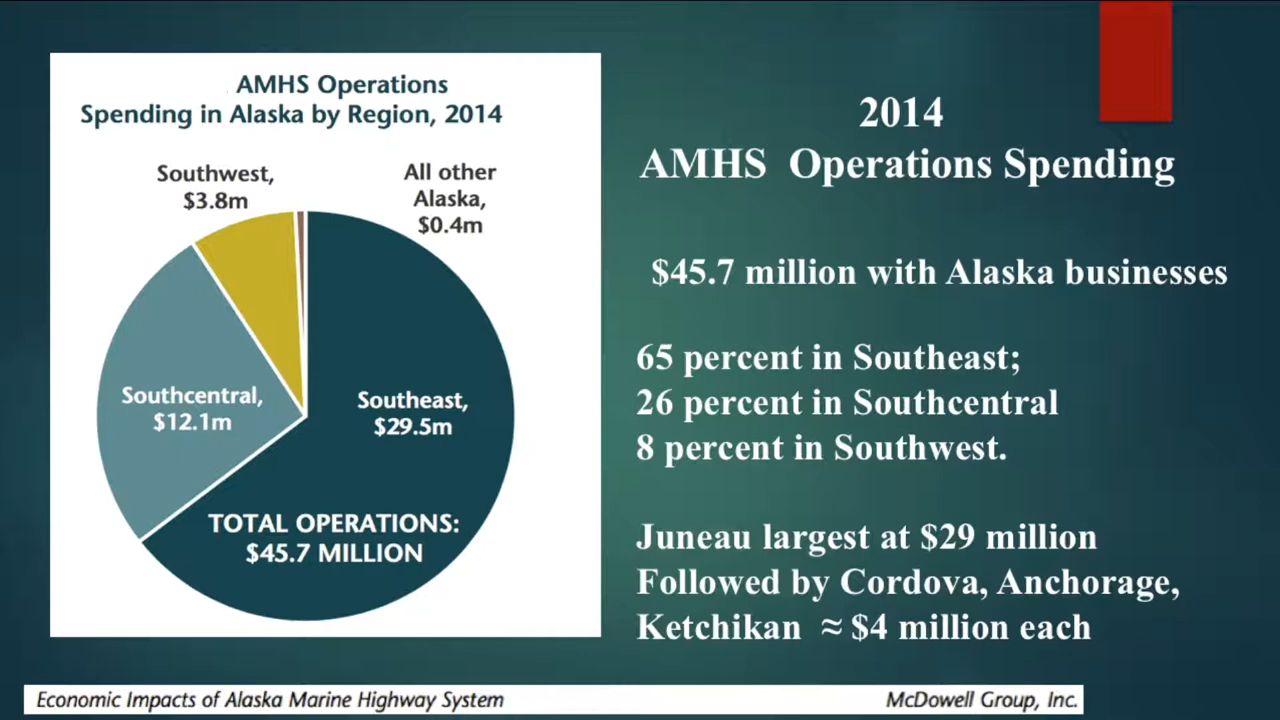 AMHS Operations
Spending in Alaska by Region, 2014
Southwest,
$3.8m
All other
Alaska,
$0.4m
Southcentral,
$12.1m
Southeast,
$29.5m
TOTAL OPERATIONS:
$45.7 MILLION
2014
AMHS Operations Spending
$45.7 million with Alaska businesses
65 percent in Southeast;
26 percent in Southcentral
8 percent in Southwest.
Juneau largest at $29 million
Followed by Cordova, Anchorage,
Ketchikan ≈ $4 million each
Economic Impacts of Alaska Marine Highway System
McDowell Group, Inc.